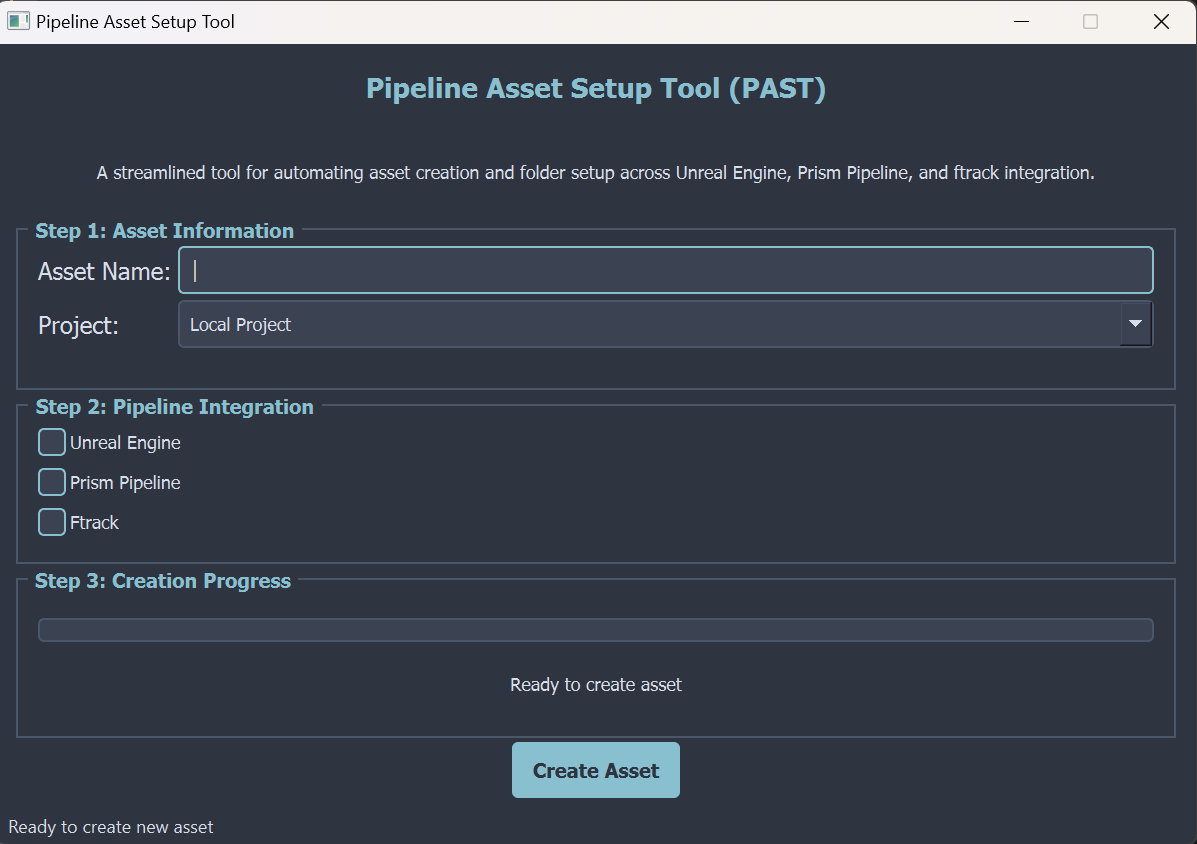 Pipeline Asset Setup Tool
Pipeline Asset Setup Tool (PAST)
A streamlined tool for automating asset creation and folder setup across Unreal Engine, Prism Pipeline, and ftrack integration.
Step 1: Asset Information
Asset Name:
Project: Local Project
Step 2: Pipeline Integration
Unreal Engine
Prism Pipeline
Ftrack
Step 3: Creation Progress
Ready to create asset
Create Asset
Ready to create new asset